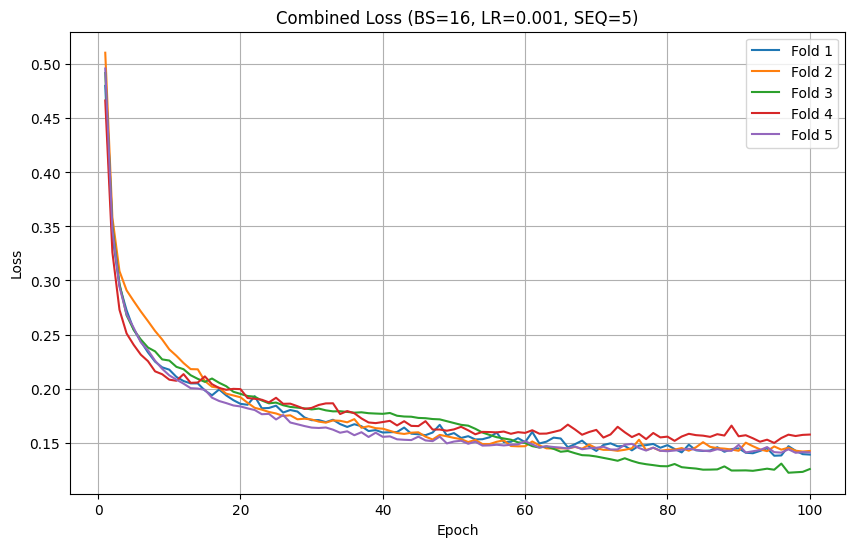 Combined Loss (BS=16, LR=0.001, SEQ=5)
Fold 1
Fold 2
Fold 3
Fold 4
Fold 5
Loss
0.50
0.45
0.40
0.35
0.30
0.25
0.20
0.15
0
20
40
60
80
100
Epoch